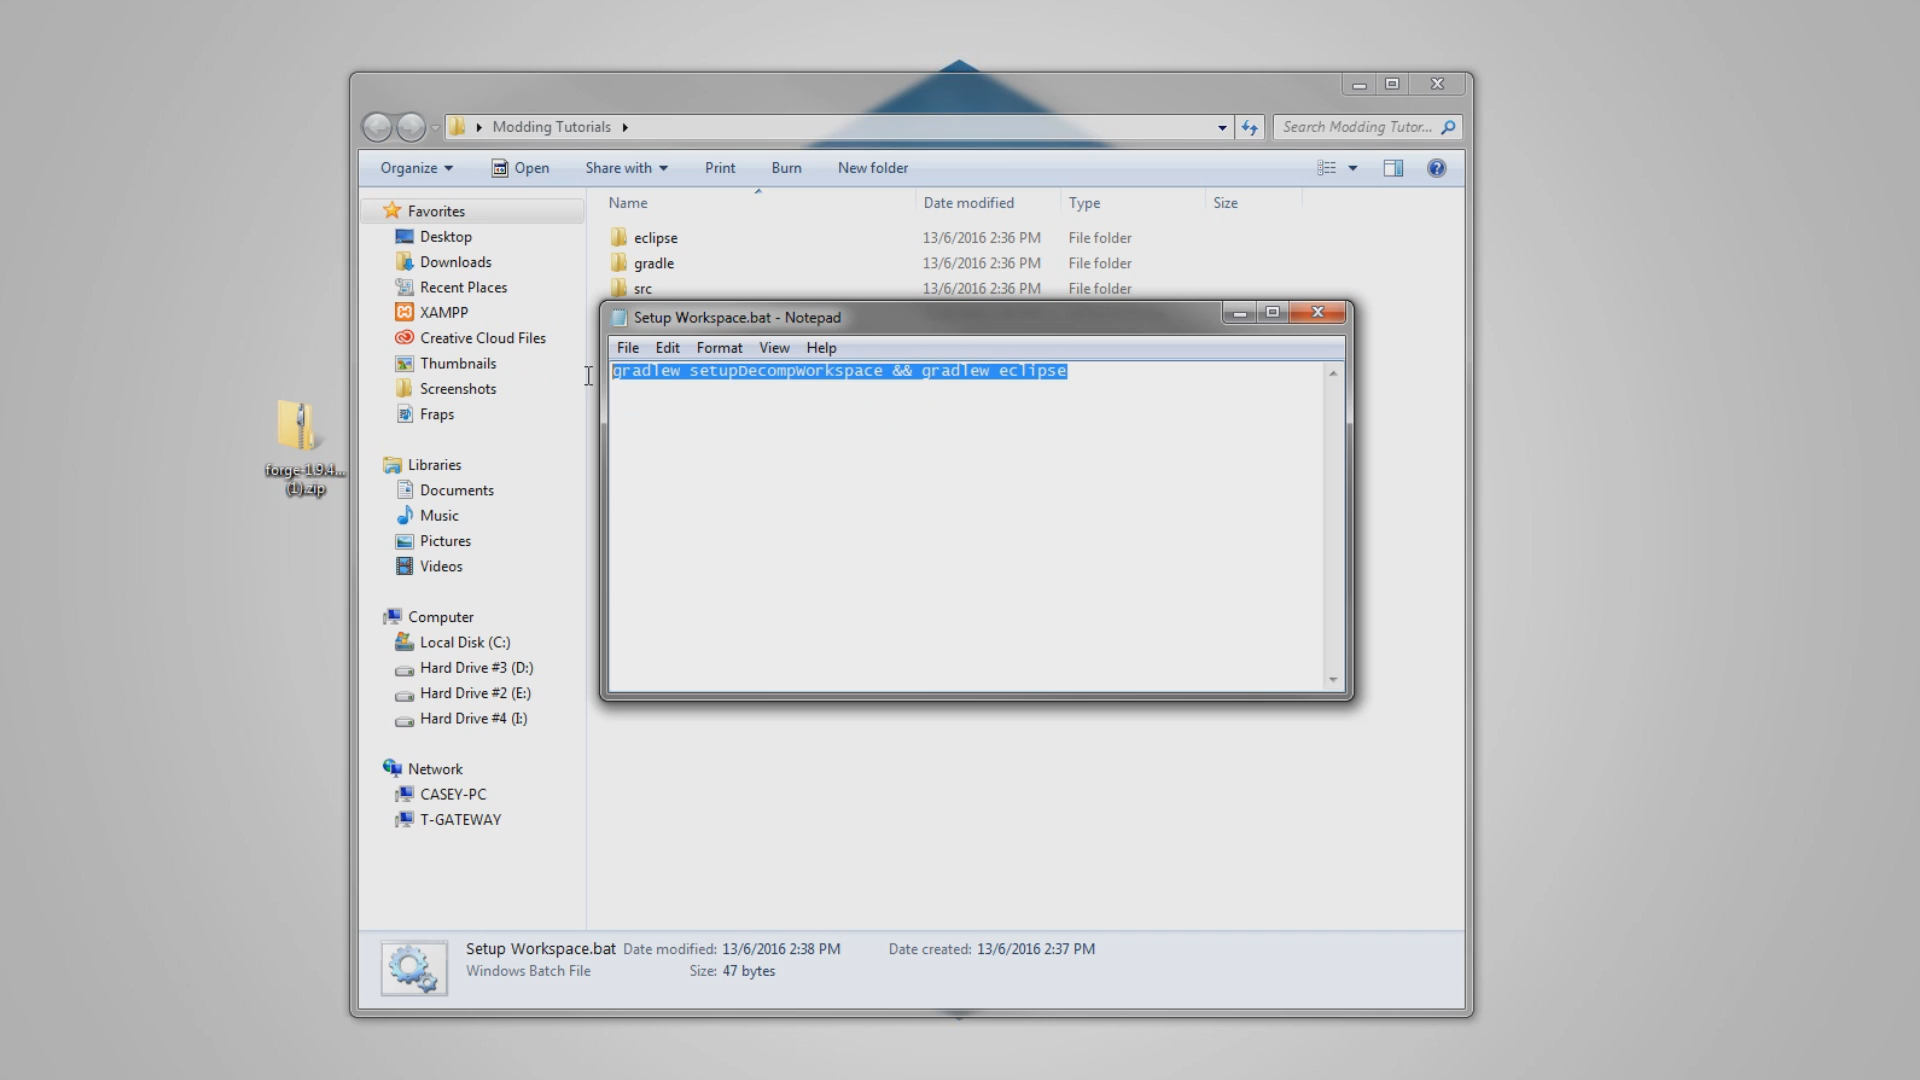 Modding Tutorials
Search Modding Tutor...
Organize Open Share with Print Burn New folder
Name Date modified Type Size
Favorites
Desktop
Downloads
Recent Places
XAMPP
Creative Cloud Files
Thumbnails
Screenshots
Fraps
Libraries
Documents
Music
Pictures
Videos
Computer
Local Disk (C:)
Hard Drive #3 (D:)
Hard Drive #2 (E:)
Hard Drive #4 (I:)
Network
CASEY-PC
T-GATEWAY
eclipse 13/6/2016 2:36 PM File folder
gradle 13/6/2016 2:36 PM File folder
src 13/6/2016 2:36 PM File folder
Setup Workspace.bat - Notepad
File Edit Format View Help
gradlew setupDecompWorkspace && gradlew eclipse
forge-1.9.4...
(1).zip
Setup Workspace.bat Date modified: 13/6/2016 2:38 PM Date created: 13/6/2016 2:37 PM
Windows Batch File Size: 47 bytes